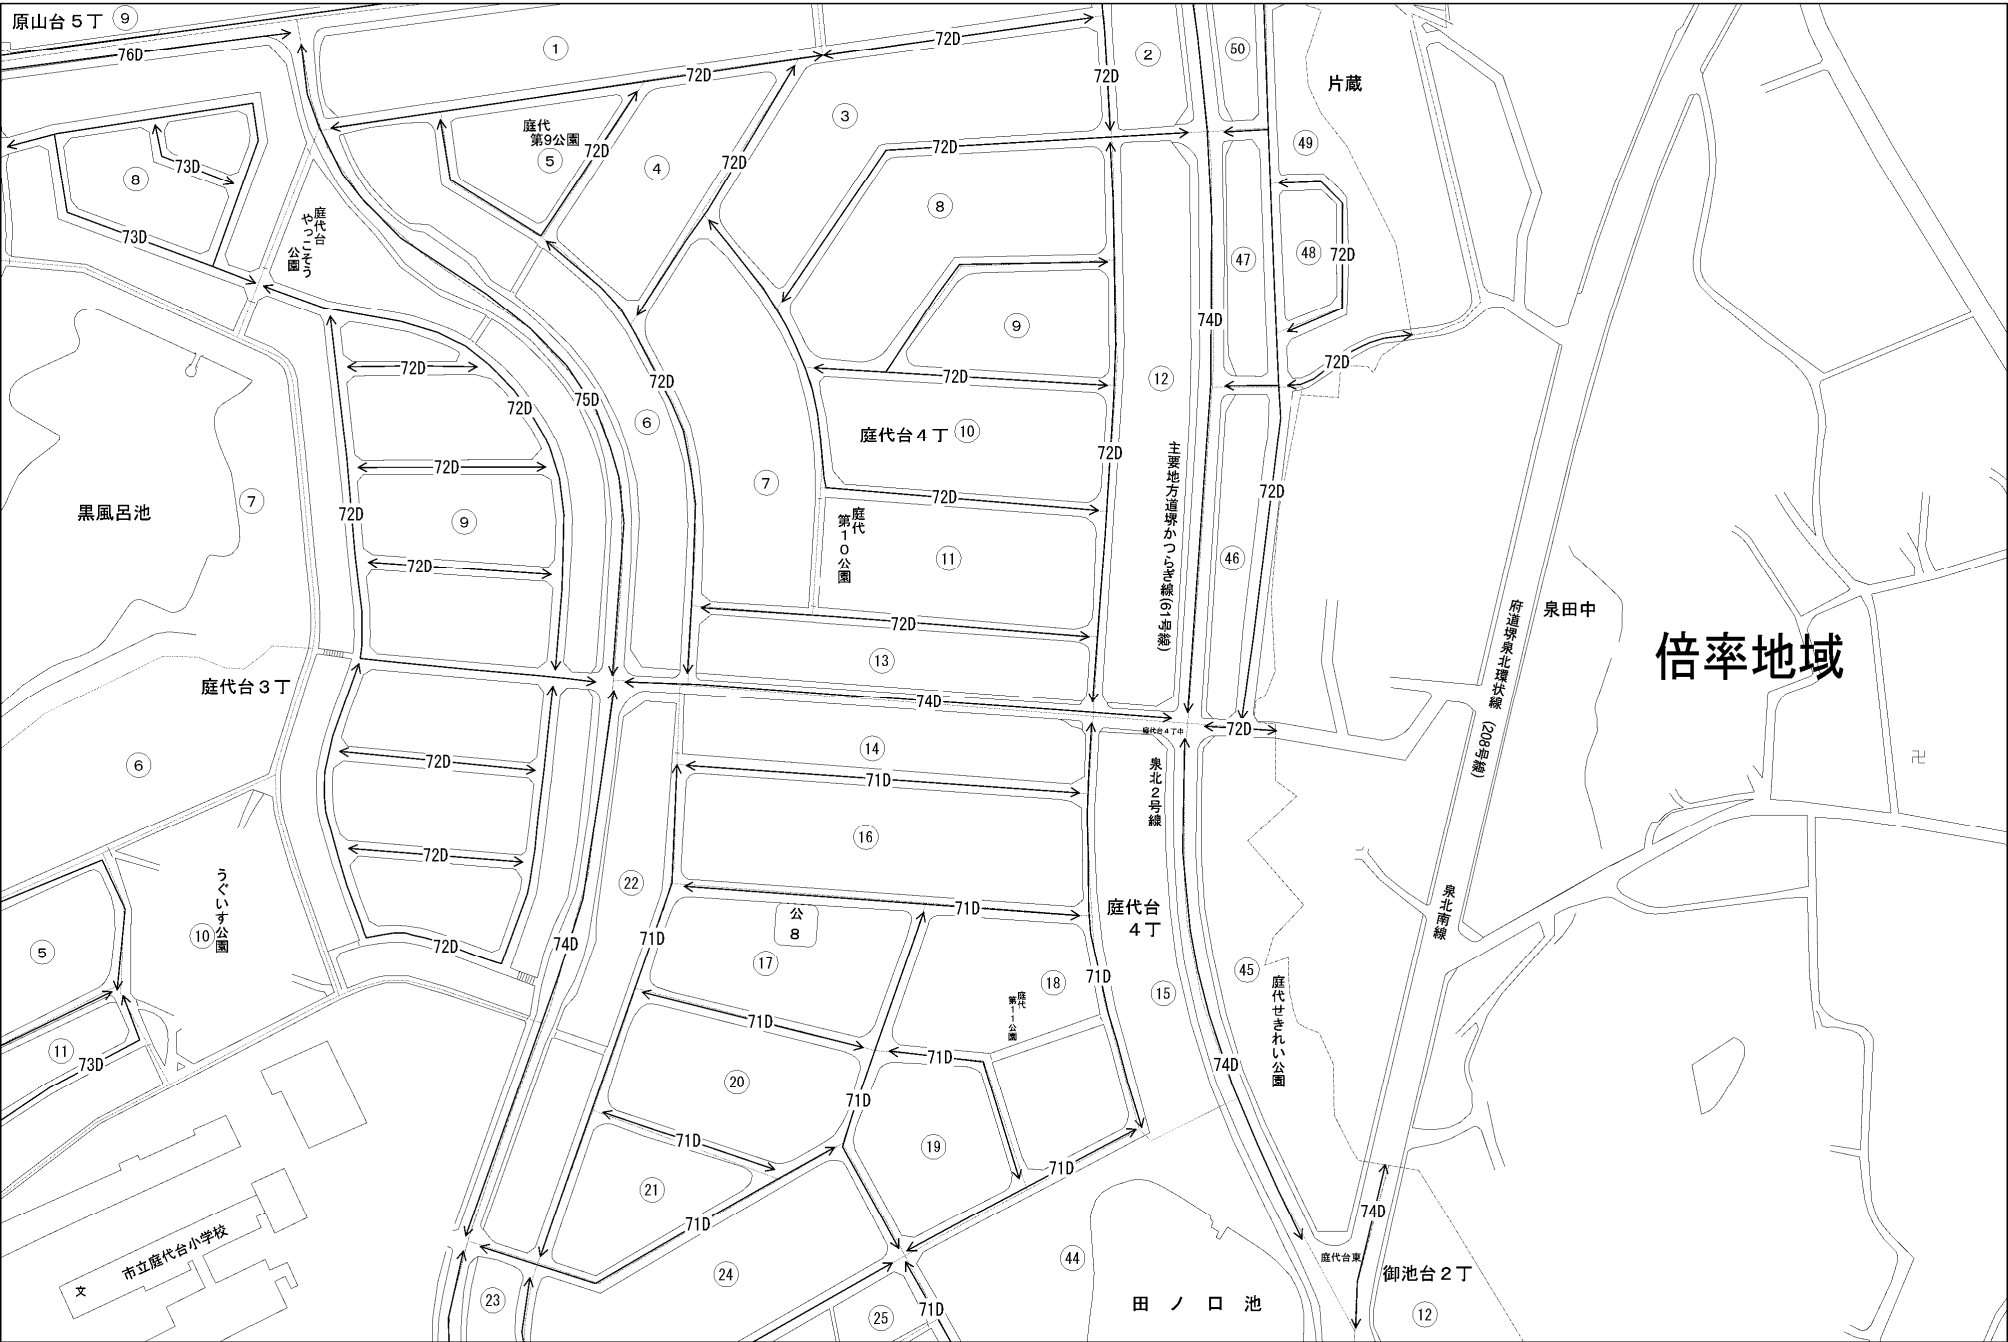 原山台５丁 ⑨
76D
①
72D
72D
②
72D
50
片蔵
③
庭代
第9公園
⑤
72D
④
72D
72D
49
⑧
73D
73D
庭代台
やっこそう
公園
⑧
47
48
72D
⑨
74D
72D
72D
72D
75D
72D
⑥
72D
⑫
72D
庭代台４丁 ⑩
72D
主要地方道堺かつらぎ線(61号線)
黒風呂池
⑦
72D
72D
⑨
⑦
72D
庭代
第１０公園
72D
⑪
46
72D
72D
府道堺泉北環状線 (208号線)
泉田中
倍率地域
⑬
庭代台３丁
74D
庭代台４丁中
72D
⑥
72D
⑭
71D
泉北２号線
卍
72D
⑯
22
71D
公
8
庭代台
４丁
泉北南線
うぐいす公園
⑩
⑤
72D
74D
71D
⑰
71D
⑱
庭代
第１１公園
⑮
45
庭代せきれい公園
71D
71D
⑪
73D
⑳
71D
74D
71D
⑲
71D
21
71D
74D
市立庭代台小学校
文
23
24
44
庭代台東
御池台２丁
田ノ口池
25
71D
⑫